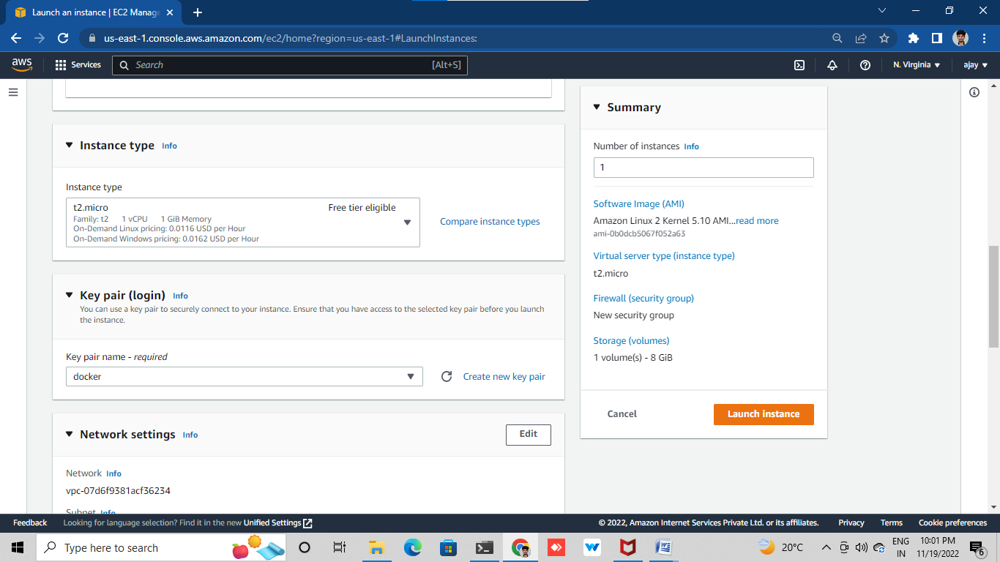 Launch an instance | EC2 Manage
us-east-1.console.aws.amazon.com/ec2/home?region=us-east-1#LaunchInstances:
aws
Services
Search
[Alt+S]
N. Virginia
ajay
Instance type Info
Instance type
t2.micro
Free tier eligible
Family: t2 1 vCPU 1 GiB Memory
On-Demand Linux pricing: 0.0116 USD per Hour
On-Demand Windows pricing: 0.0162 USD per Hour
Compare instance types
Key pair (login) Info
You can use a key pair to securely connect to your instance. Ensure that you have access to the selected key pair before you launch
the instance.
Key pair name - required
docker
Create new key pair
Network settings Info
Edit
Network Info
vpc-07d6f9381acf36234
Subnet Info
Summary
Number of instances Info
1
Software Image (AMI)
Amazon Linux 2 Kernel 5.10 AMI...read more
ami-0b0dcb5067f052a63
Virtual server type (instance type)
t2.micro
Firewall (security group)
New security group
Storage (volumes)
1 volume(s) - 8 GiB
Cancel
Launch instance
Feedback
Looking for language selection? Find it in the new Unified Settings
© 2022, Amazon Internet Services Private Ltd. or its affiliates.
Privacy
Terms
Cookie preferences
Type here to search
20°C
ENG
IN
10:01 PM
11/19/2022
6